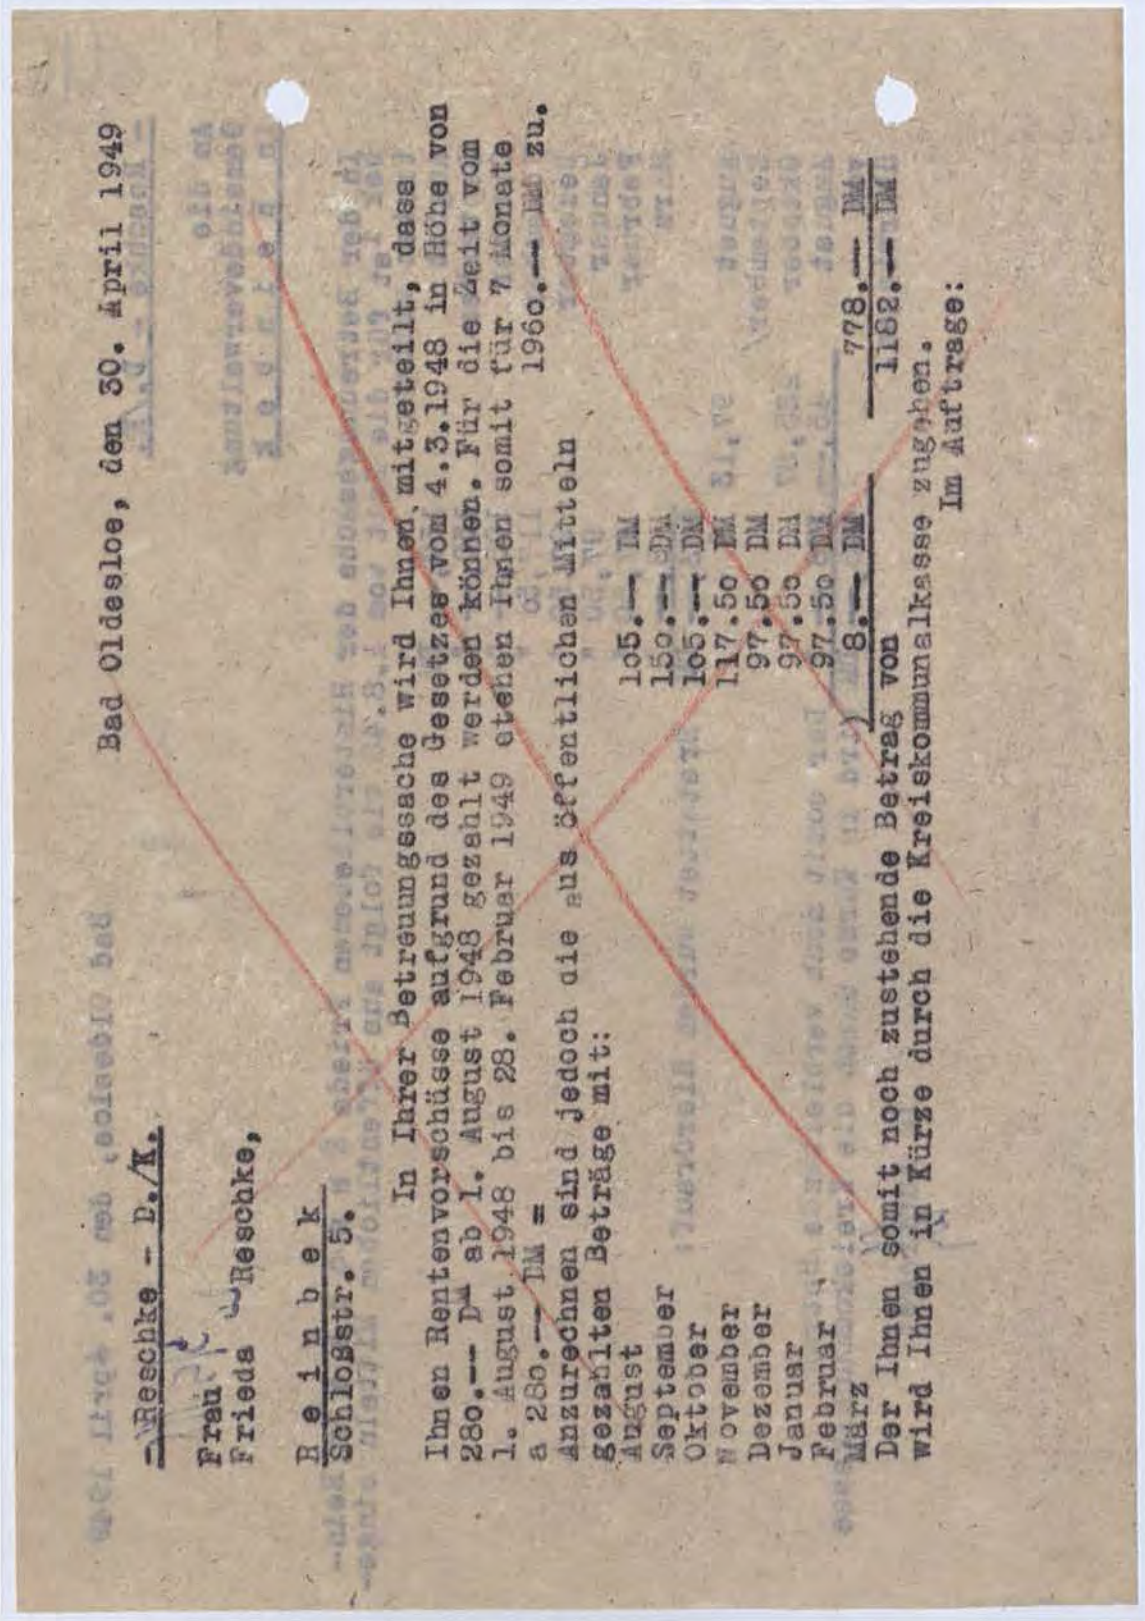 Bad Oldesloe, den 30. April 1949
- Reschke - D./K.
Frau
Frieda Reschke,
R e i n b e k
Schloßstr. 5.
In Ihrer Betreuungssache wird Ihnen mitgeteilt, dass
Ihnen Rentenvorschüsse aufgrund des Gesetzes vom 4.3.1948 in Höhe von
280.-- DM ab 1. August 1948 gezahlt werden können. Für die Zeit vom
1. August 1948 bis 28. Februar 1949 stehen Ihnen somit für 7 Monate
a 280.-- DM = 1960.-- DM zu.
Anzurechnen sind jedoch die aus öffentlichen Mitteln
gezahlten Beträge mit:
August 105.-- DM
September 150.-- DM
Oktober 105.-- DM
November 117.50 DM
Dezember 97.50 DM
Januar 97.50 DM
Februar 97.50 DM
März 8.-- DM 778.-- DM
Der Ihnen somit noch zustehende Betrag von 1182.-- DM
wird Ihnen in Kürze durch die Kreiskommunalkasse zugehen.
Im Auftrage: